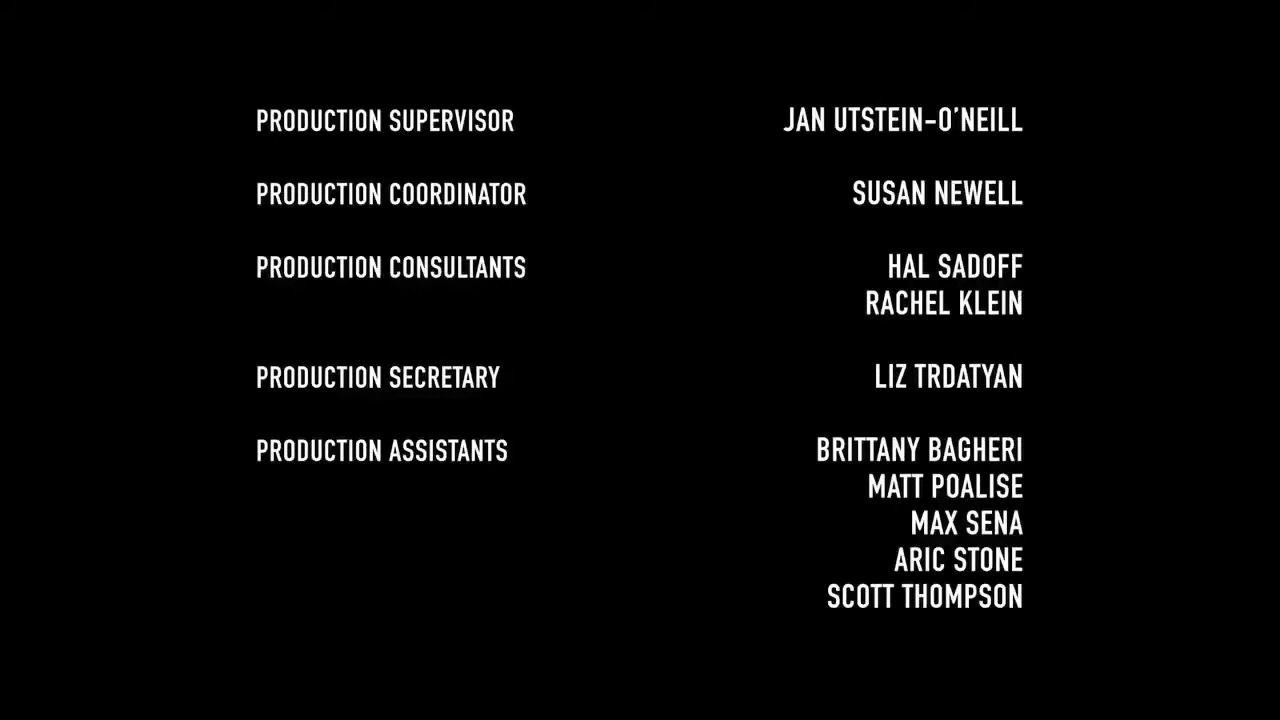 PRODUCTION SUPERVISOR JAN UTSTEIN-O’NEILL
PRODUCTION COORDINATOR SUSAN NEWELL
PRODUCTION CONSULTANTS HAL SADOFF
RACHEL KLEIN
PRODUCTION SECRETARY LIZ TRDATYAN
PRODUCTION ASSISTANTS BRITTANY BAGHERI
MATT POALISE
MAX SENA
ARIC STONE
SCOTT THOMPSON